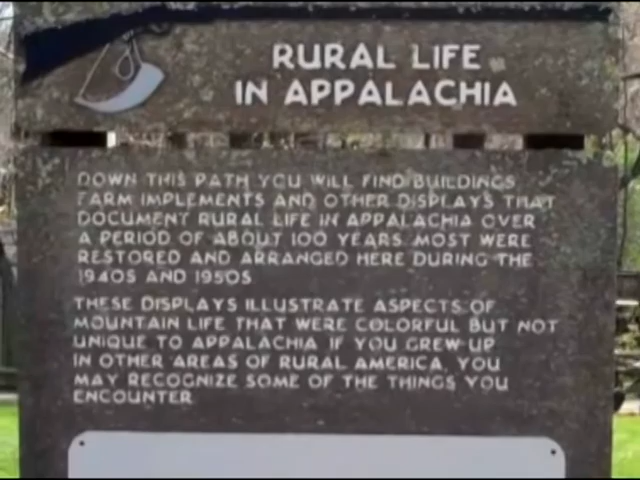 RURAL LIFE
IN APPALACHIA
DOWN THIS PATH YOU WILL FIND BUILDINGS
FARM IMPLEMENTS AND OTHER DISPLAYS THAT
DOCUMENT RURAL LIFE IN APPALACHIA OVER
A PERIOD OF ABOUT 100 YEARS. MOST WERE
RESTORED AND ARRANGED HERE DURING THE
1940S AND 1950S
THESE DISPLAYS ILLUSTRATE ASPECTS OF
MOUNTAIN LIFE THAT WERE COLORFUL BUT NOT
UNIQUE TO APPALACHIA. IF YOU GREW UP
IN OTHER AREAS OF RURAL AMERICA, YOU
MAY RECOGNIZE SOME OF THE THINGS YOU
ENCOUNTER